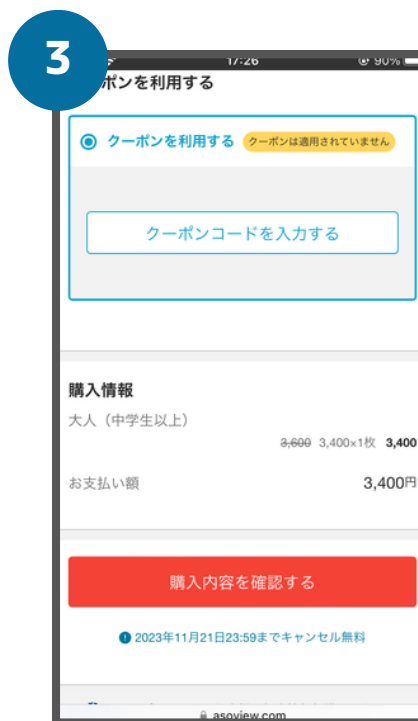 3
17:26
90%
ポンを利用する
クーポンを利用する クーポンは適用されていません
クーポンコードを入力する
購入情報
大人（中学生以上）
3,600 3,400×1枚 3,400
お支払い額 3,400円
購入内容を確認する
2023年11月21日23:59までキャンセル無料
asoview.com